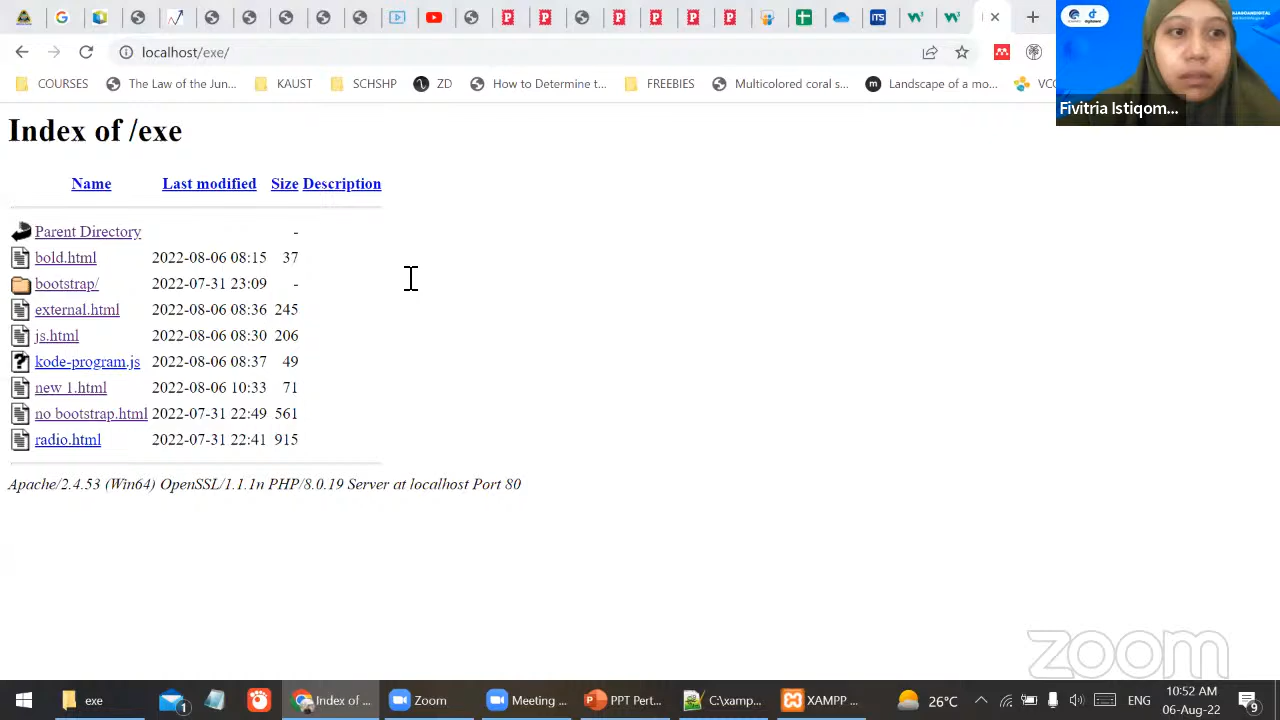 localhost/exe/
COURSES The Law of the Jun... KAUST SCHSHP ZD How to Determine t... FREEBIES Multicolored coral s... Landscape of a mo... VCC
Fivitria Istiqom...
Index of /exe
Name Last modified Size Description
Parent Directory -
bold.html 2022-08-06 08:15 37
bootstrap/ 2022-07-31 23:09 -
external.html 2022-08-06 08:36 245
js.html 2022-08-06 08:30 206
kode-program.js 2022-08-06 08:37 49
new 1.html 2022-08-06 10:33 71
no bootstrap.html 2022-07-31 22:49 561
radio.html 2022-07-31 22:41 915
Apache/2.4.53 (Win64) OpenSSL/1.1.1n PHP/8.0.19 Server at localhost Port 80
zoom
exe 1 Index of ... Zoom Meeting ... PPT Pert... C:\xamp... XAMPP ... 26°C ENG 10:52 AM
06-Aug-22 9